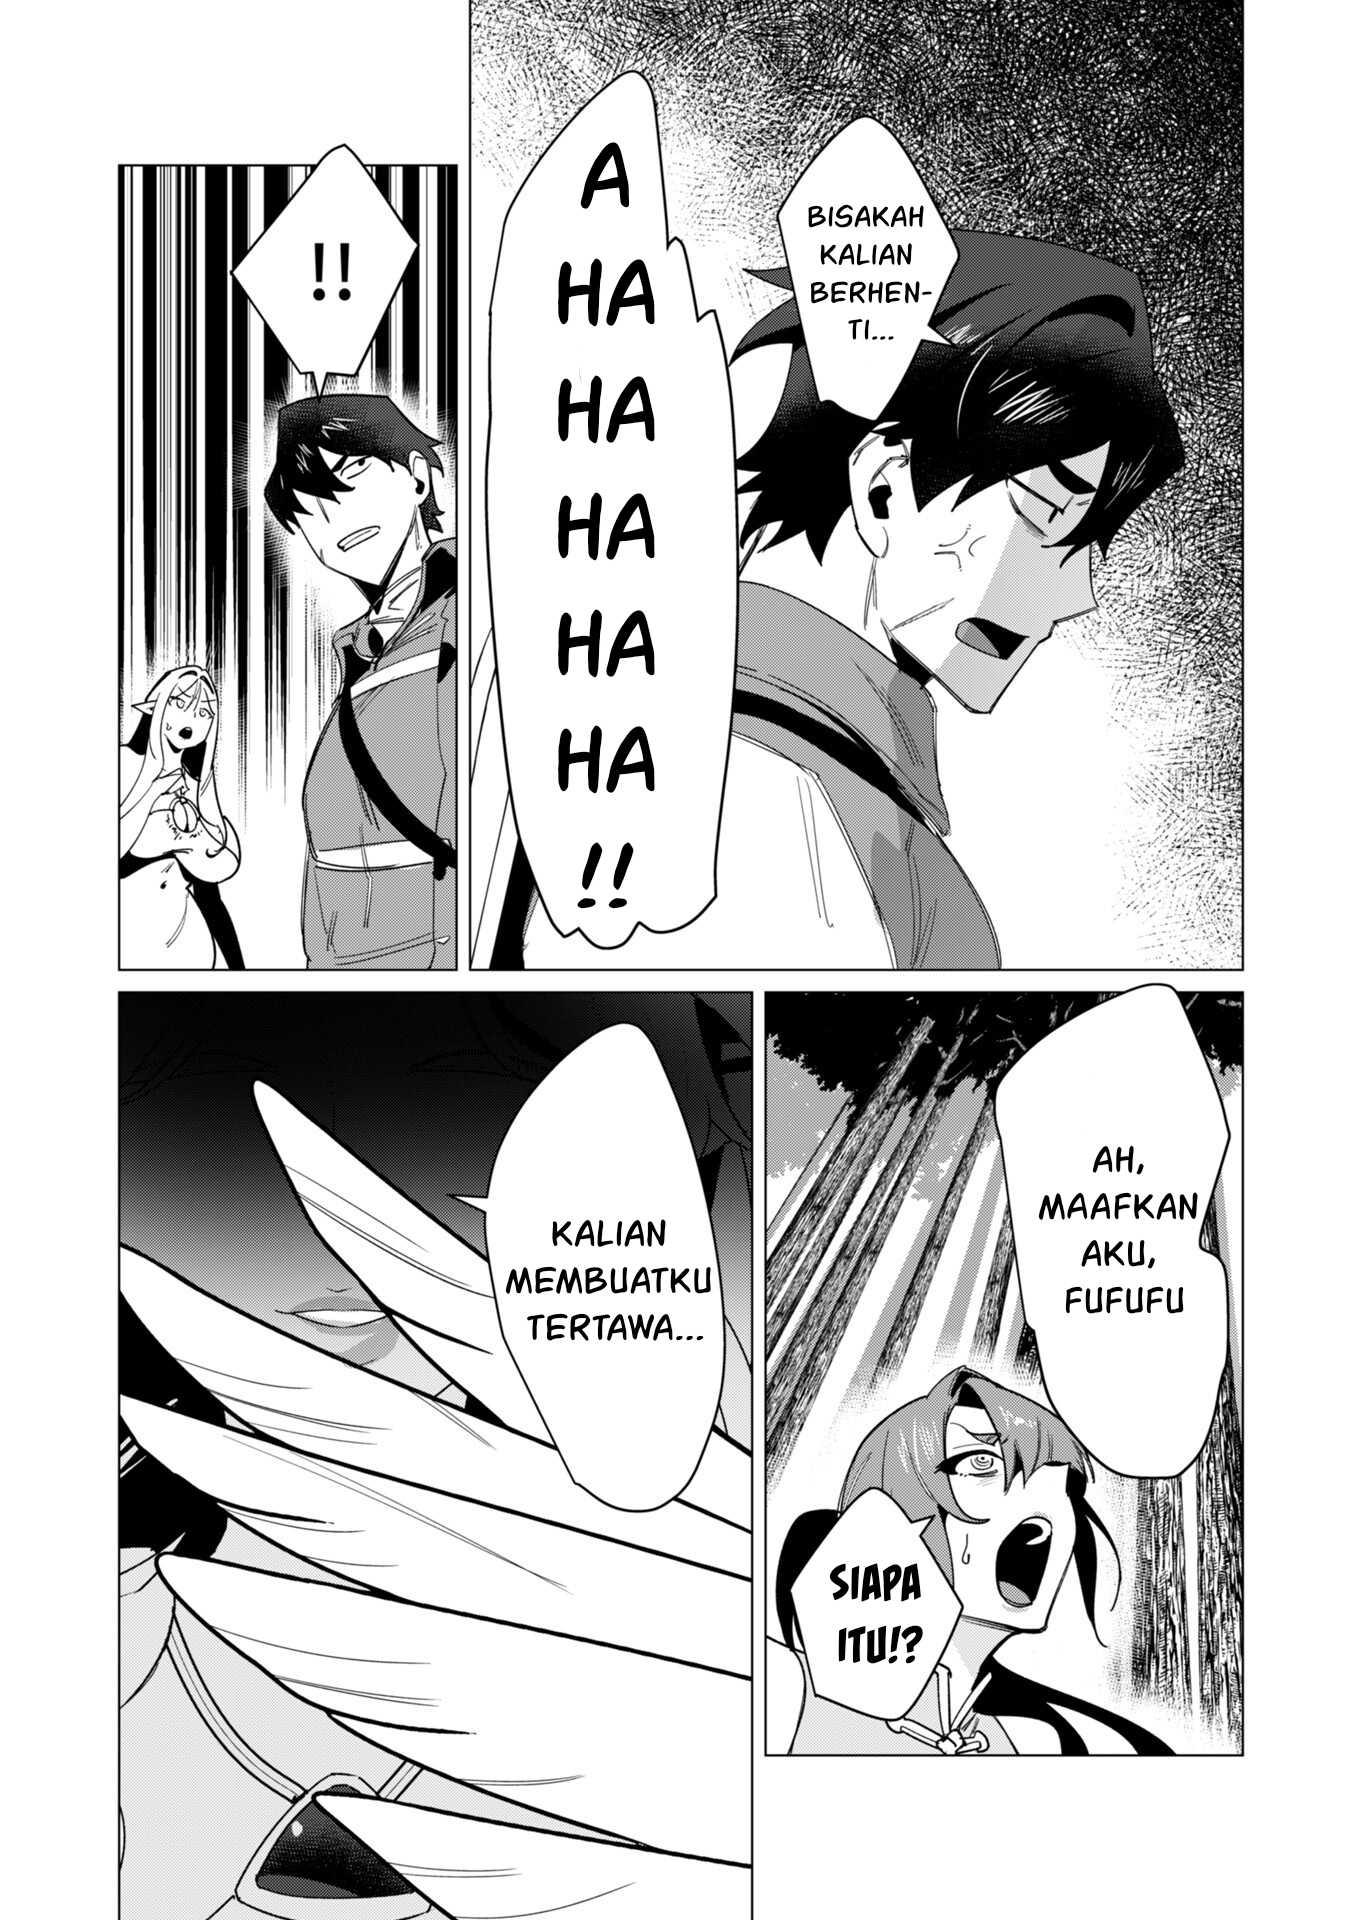 BISAKAH
KALIAN
BERHEN-
TI...
A
HA
HA
HA
HA
HA
!!
!!
AH,
MAAFKAN
AKU,
FUFUFU
SIAPA
ITU!?
KALIAN
MEMBUATKU
TERTAWA...